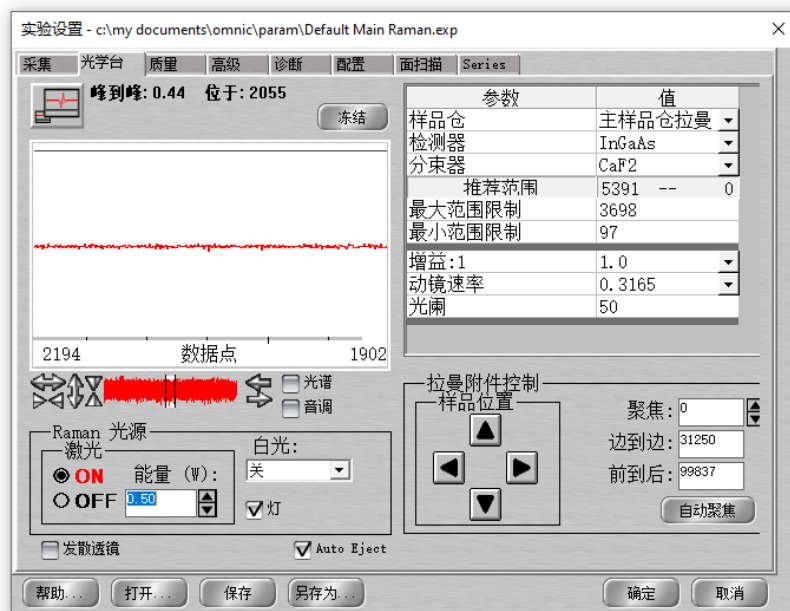 实验设置 - c:\my documents\omnic\param\Default Main Raman.exp
采集 光学台 质量 高级 诊断 配置 面扫描 Series
峰到峰: 0.44 位于: 2055
冻结
2194 数据点 1902
光谱
音调
参数 值
样品仓 主样品仓拉曼
检测器 InGaAs
分束器 CaF2
推荐范围 5391 -- 0
最大范围限制 3698
最小范围限制 97
增益:1 1.0
动镜速率 0.3165
光阑 50
Raman 光源
激光
ON
OFF
能量 (W):
0.50
白光:
关
灯
发散透镜
Auto Eject
拉曼附件控制
样品位置
聚焦: 0
边到边: 31250
前到后: 99837
自动聚焦
帮助... 打开... 保存 另存为... 确定 取消